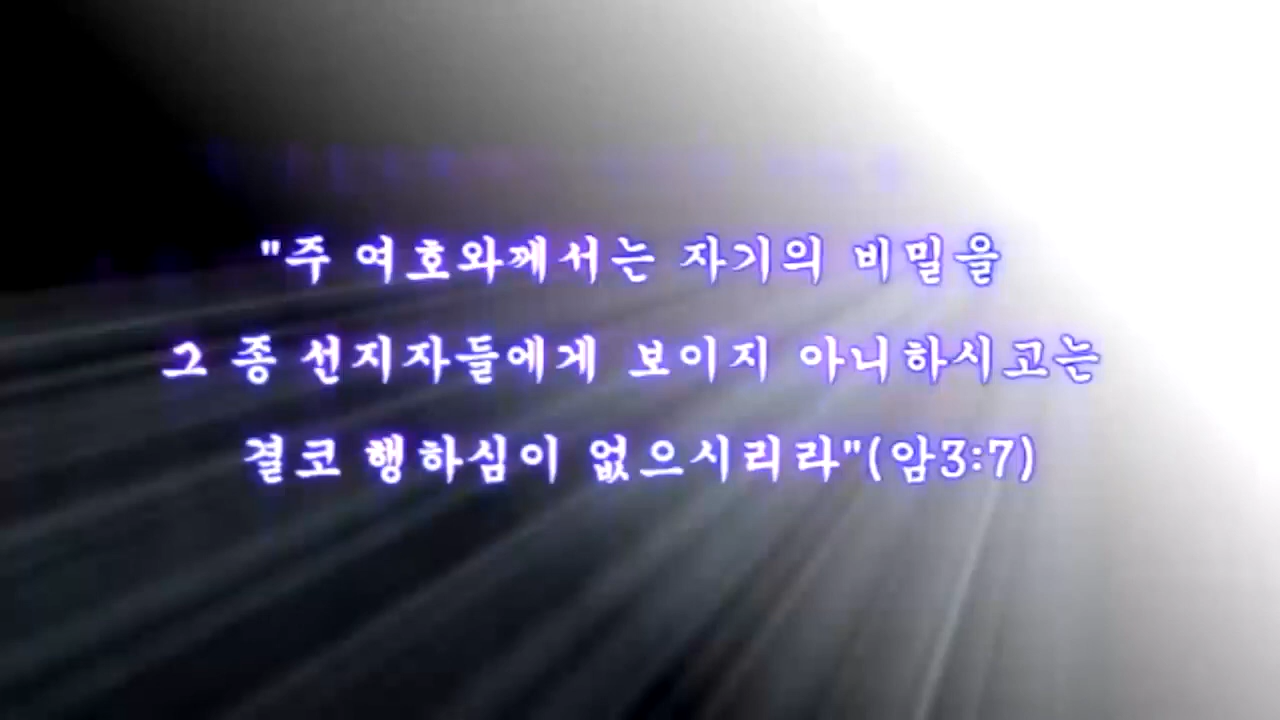 "주 여호와께서는 자기의 비밀을
그 종 선지자들에게 보이지 아니하시고는
결코 행하심이 없으시리라"(암3:7)